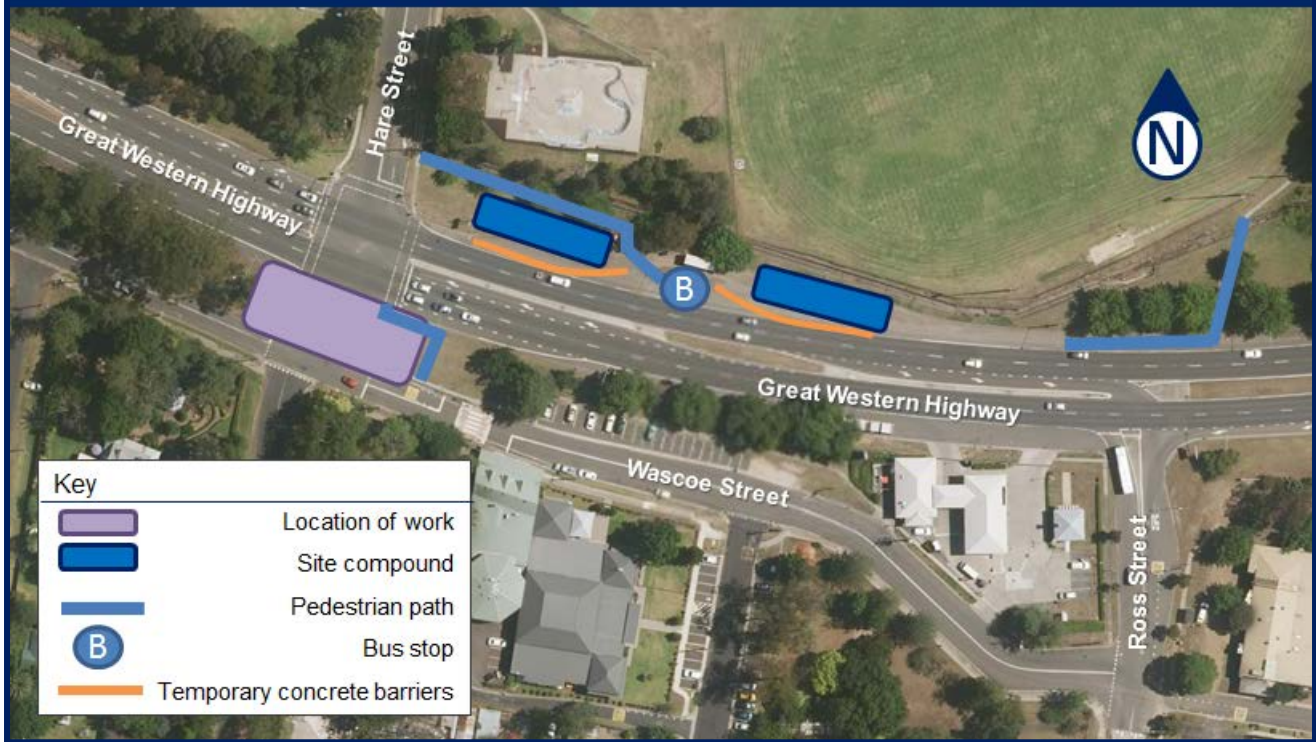 Hare Street
Great Western Highway
N
B
Great Western Highway
Wascoe Street
Ross Street
Key
Location of work
Site compound
Pedestrian path
B
Bus stop
Temporary concrete barriers